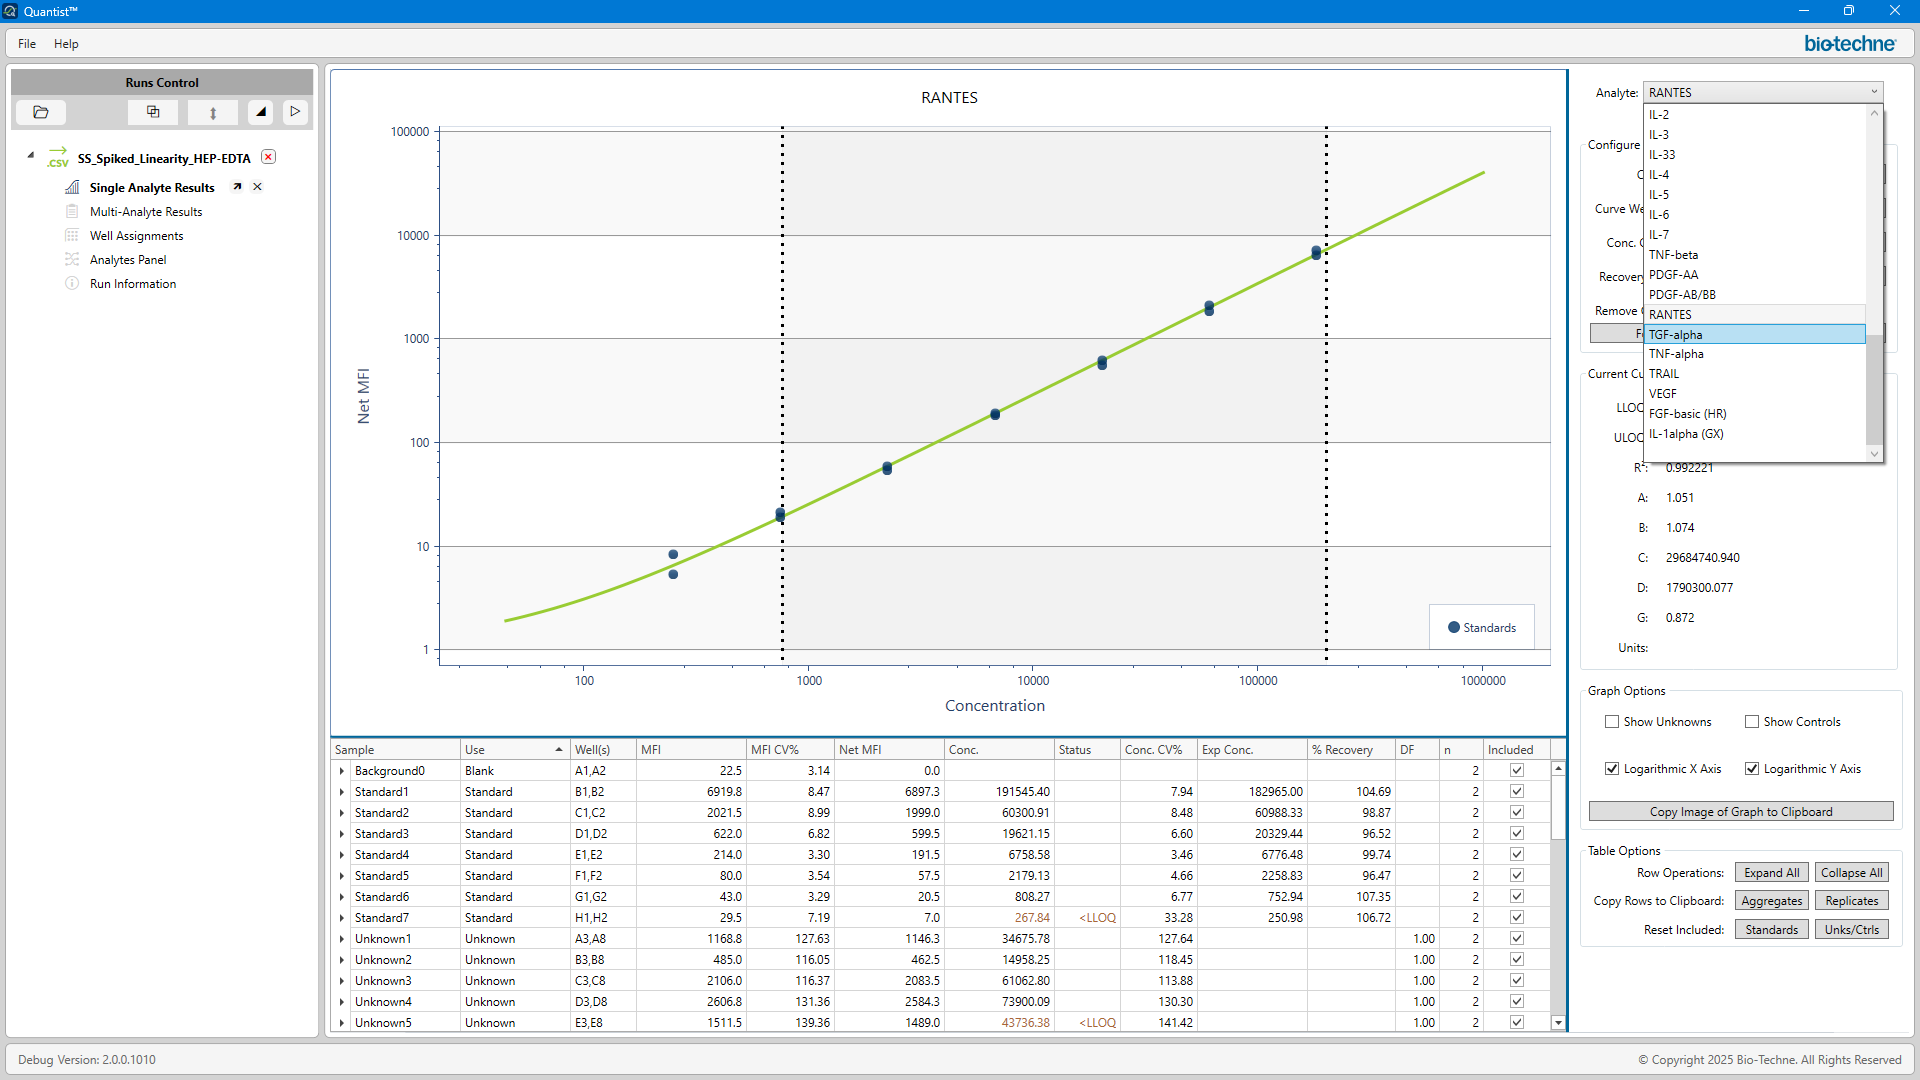 Quantist™
File Help
bio-techne
Runs Control
.csv SS_Spiked_Linearity_HEP-EDTA
Single Analyte Results
Multi-Analyte Results
Well Assignments
Analytes Panel
Run Information
RANTES
100000
10000
1000
100
10
1
Net MFI
100 1000 10000 100000 1000000
Concentration
Standards
Analyte: RANTES
IL-2
IL-3
IL-33
IL-4
IL-5
IL-6
IL-7
TNF-beta
PDGF-AA
PDGF-AB/BB
RANTES
TGF-alpha
TNF-alpha
TRAIL
VEGF
FGF-basic (HR)
IL-1alpha (GX)
Configure
Curve We
Conc.
Recovery
Remove
Current Cu
LLOQ
ULOQ
R²: 0.992221
A: 1.051
B: 1.074
C: 29684740.940
D: 1790300.077
G: 0.872
Units:
Graph Options
Show Unknowns Show Controls
Logarithmic X Axis Logarithmic Y Axis
Copy Image of Graph to Clipboard
Table Options
Row Operations: Expand All Collapse All
Copy Rows to Clipboard: Aggregates Replicates
Reset Included: Standards Unks/Ctrls
Sample Use Well(s) MFI MFI CV% Net MFI Conc. Status Conc. CV% Exp Conc. % Recovery DF n Included
Background0 Blank A1,A2 22.5 3.14 0.0 2
Standard1 Standard B1,B2 6919.8 8.47 6897.3 191545.40 7.94 182965.00 104.69 2
Standard2 Standard C1,C2 2021.5 8.99 1999.0 60300.91 8.48 60988.33 98.87 2
Standard3 Standard D1,D2 622.0 6.82 599.5 19621.15 6.60 20329.44 96.52 2
Standard4 Standard E1,E2 214.0 3.30 191.5 6758.58 3.46 6776.48 99.74 2
Standard5 Standard F1,F2 80.0 3.54 57.5 2179.13 4.66 2258.83 96.47 2
Standard6 Standard G1,G2 43.0 3.29 20.5 808.27 6.77 752.94 107.35 2
Standard7 Standard H1,H2 29.5 7.19 7.0 267.84 <LLOQ 33.28 250.98 106.72 2
Unknown1 Unknown A3,A8 1168.8 127.63 1146.3 34675.78 127.64 1.00 2
Unknown2 Unknown B3,B8 485.0 116.05 462.5 14958.25 118.45 1.00 2
Unknown3 Unknown C3,C8 2106.0 116.37 2083.5 61062.80 113.88 1.00 2
Unknown4 Unknown D3,D8 2606.8 131.36 2584.3 73900.09 130.30 1.00 2
Unknown5 Unknown E3,E8 1511.5 139.36 1489.0 43736.38 <LLOQ 141.42 1.00 2
Debug Version: 2.0.0.1010
© Copyright 2025 Bio-Techne. All Rights Reserved